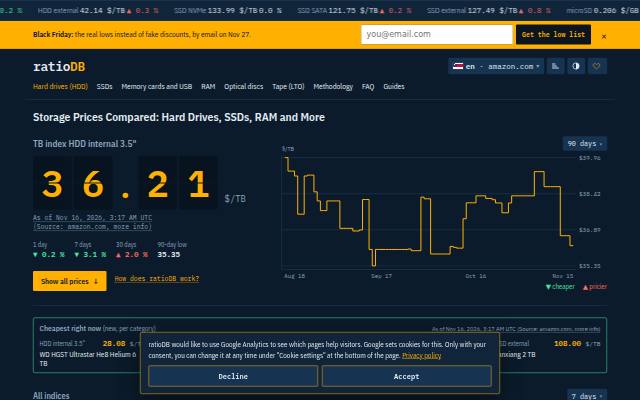 0.2 % HDD external 42.14 $/TB ▲ 0.3 % SSD NVMe 133.99 $/TB 0.0 % SSD SATA 121.75 $/TB ▲ 0.2 % SSD external 127.49 $/TB ▲ 0.8 % microSD 0.206 $/GB
Black Friday: the real lows instead of fake discounts, by email on Nov 27.
you@email.com
Get the low list
×
ratioDB
en · amazon.com
Hard drives (HDD) SSDs Memory cards and USB RAM Optical discs Tape (LTO) Methodology FAQ Guides
Storage Prices Compared: Hard Drives, SSDs, RAM and More
TB index HDD internal 3.5"
90 days
36.21 $/TB
As of Nov 16, 2026, 3:17 AM UTC
(Source: amazon.com, more info)
1 day 7 days 30 days 90-day low
▼ 0.2 % ▼ 3.1 % ▲ 2.0 % 35.35
Show all prices ↓
How does ratioDB work?
$/TB
$39.96
$38.42
$36.89
$35.35
Aug 18 Sep 17 Oct 16 Nov 15
▼ cheaper ▲ pricier
Cheapest right now (new, per category)
As of Nov 16, 2026, 3:17 AM UTC (Source: amazon.com, more info)
HDD internal 3.5" 28.08 $/T
WD HGST Ultrastar He8 Helium 6
TB
SD external 108.00 $/TB
anxiang 2 TB
ratioDB would like to use Google Analytics to see which pages help visitors. Google sets cookies for this. Only with your
consent, you can change it at any time under "Cookie settings" at the bottom of the page. Privacy policy
Decline
Accept
All indices
7 days